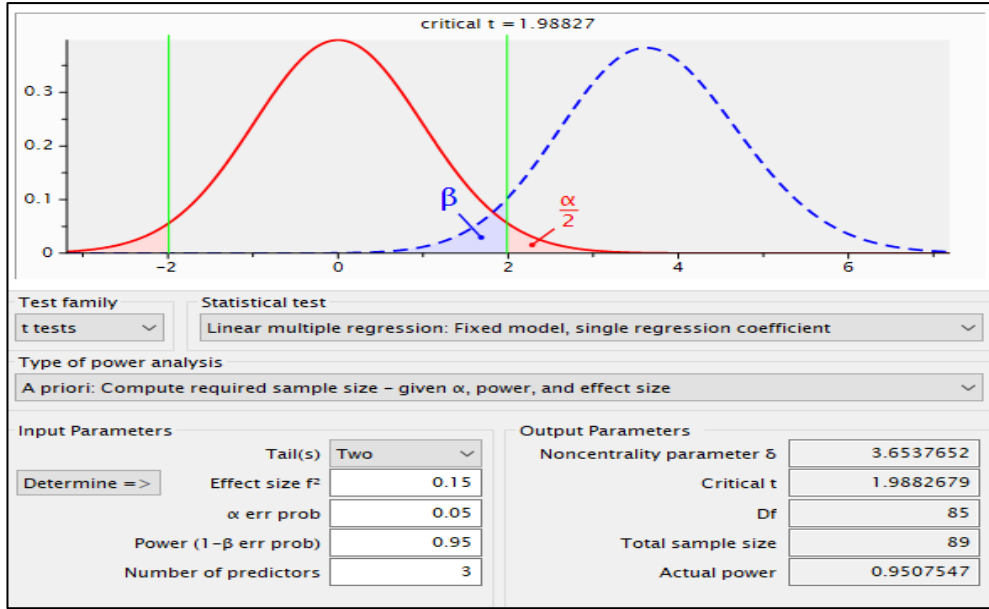 critical t = 1.98827
0.3
0.2
0.1
0
β
α
2
-2 0 2 4 6
Test family Statistical test
t tests Linear multiple regression: Fixed model, single regression coefficient
Type of power analysis
A priori: Compute required sample size – given α, power, and effect size
Input Parameters Output Parameters
Tail(s) Two Noncentrality parameter δ 3.6537652
Determine => Effect size f² 0.15 Critical t 1.9882679
α err prob 0.05 Df 85
Power (1-β err prob) 0.95 Total sample size 89
Number of predictors 3 Actual power 0.9507547